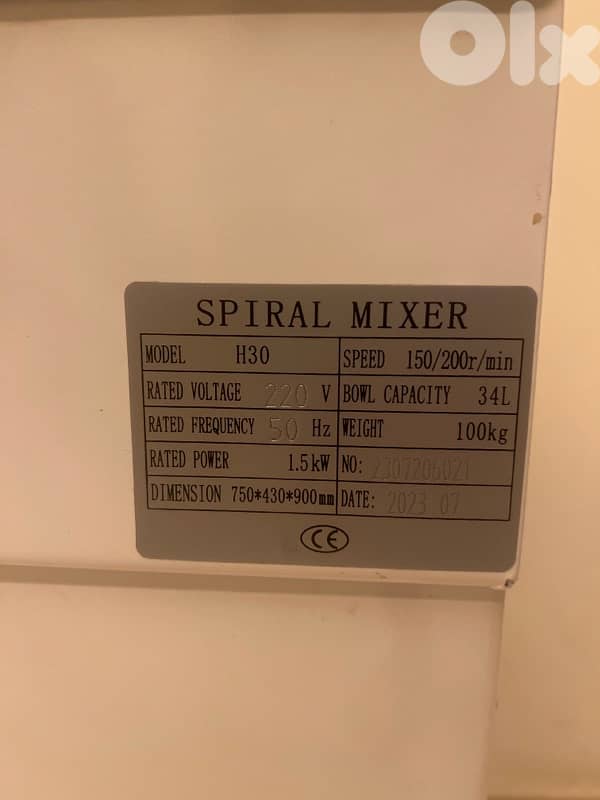 Olx
SPIRAL MIXER
MODEL H30
SPEED 150/200r/min
RATED VOLTAGE 220 V
BOWL CAPACITY 34L
RATED FREQUENCY 50 Hz
WEIGHT 100kg
RATED POWER 1.5kW
NO: 2307206021
DIMENSION 750*430*900mm
DATE: 2023 07
CE